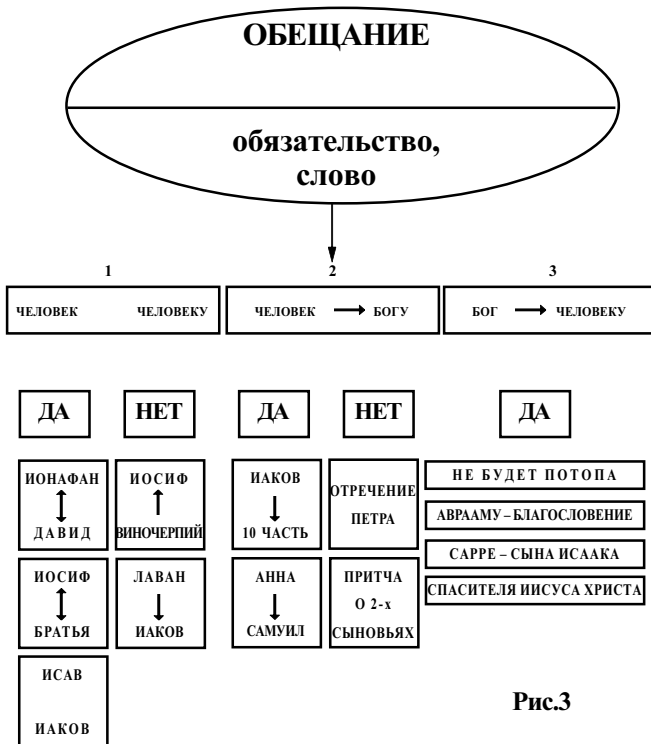 ОБЕЩАНИЕ
обязательство,
слово
1
2
3
ЧЕЛОВЕК ЧЕЛОВЕКУ
ЧЕЛОВЕК → БОГУ
БОГ → ЧЕЛОВЕКУ
ДА
НЕТ
ДА
НЕТ
ДА
ИОНАФАН
ДАВИД
ИОСИФ
БРАТЬЯ
ИСАВ
ИАКОВ
ИОСИФ
ВИНОЧЕРПИЙ
ЛАВАН
ИАКОВ
ИАКОВ
10 ЧАСТЬ
АННА
САМУИЛ
ОТРЕЧЕНИЕ
ПЕТРА
ПРИТЧА
О 2-х
СЫНОВЬЯХ
НЕ БУДЕТ ПОТОПА
АВРААМУ – БЛАГОСЛОВЕНИЕ
САРРЕ – СЫНА ИСААКА
СПАСИТЕЛЯ ИИСУСА ХРИСТА
Рис.3